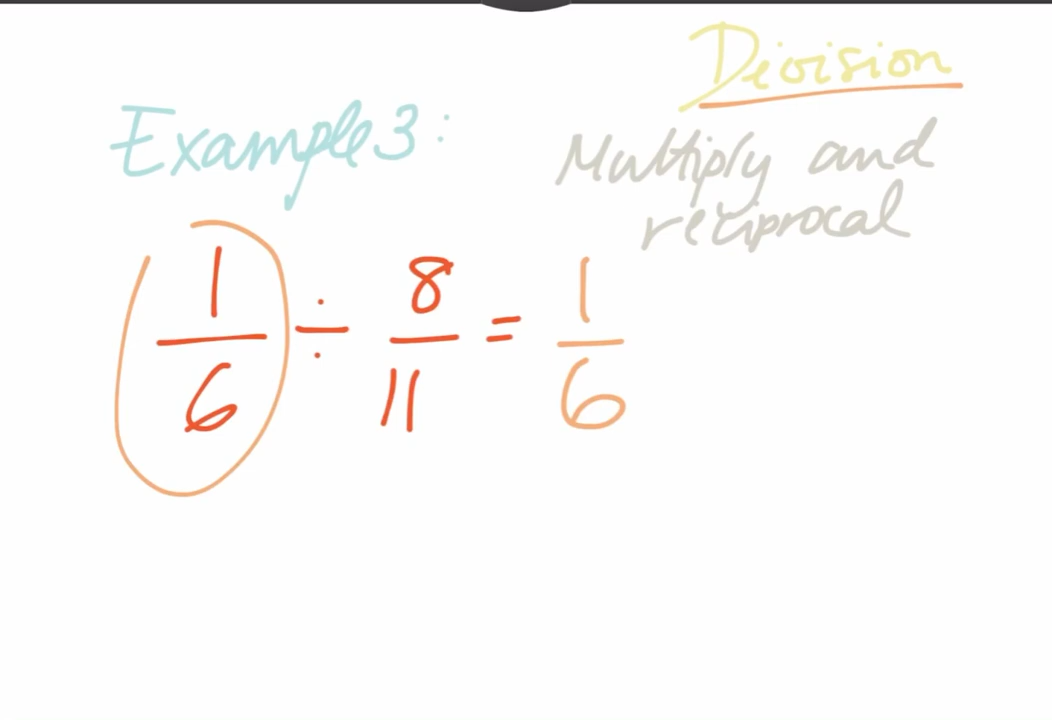 Division
Example 3:
Multiply and
reciprocal
1/6 ÷ 8/11 = 1/6